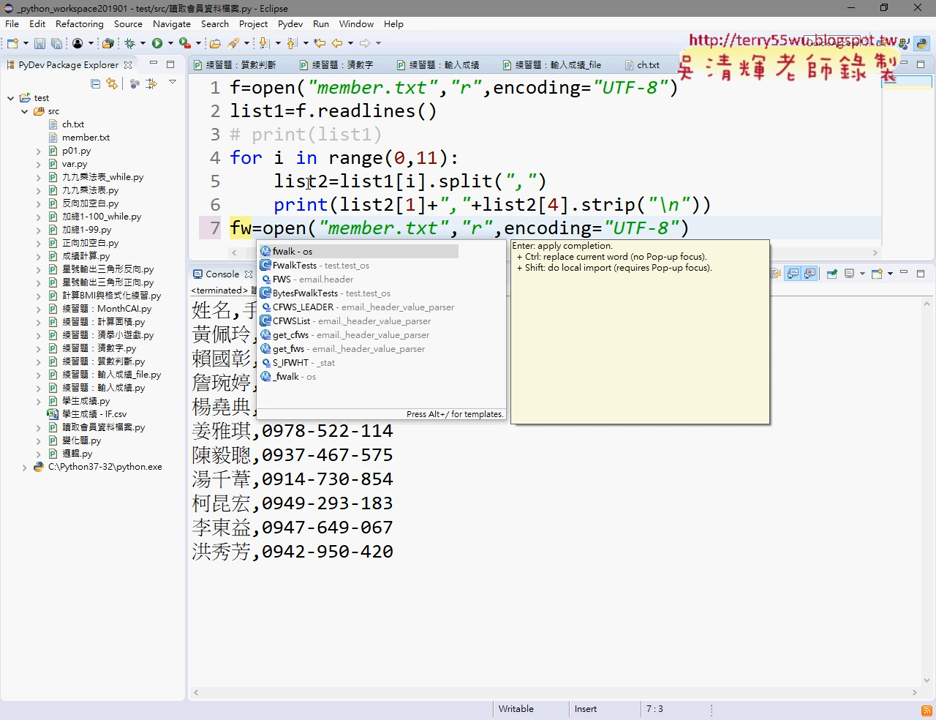 _python_workspace201901 - test/src/讀取會員資料檔案.py - Eclipse
File Edit Refactoring Source Navigate Search Project Pydev Run Window Help
http://terry55wu.blogspot.tw
吳清輝老師錄製
PyDev Package Explorer
練習題：質數判斷
練習題：猜數字
練習題：輸入成績
練習題：輸入成績_file
ch.txt
test
src
ch.txt
member.txt
p01.py
var.py
九九乘法表_while.py
九九乘法表.py
反向加空白.py
加總1-100_while.py
加總1-99.py
正向加空白.py
成績計算.py
星號輸出三角形反向.py
星號輸出三角形正向.py
計算BMI與格式化練習.py
練習題：MonthCAl.py
練習題：計算面積.py
練習題：猜拳小遊戲.py
練習題：猜數字.py
練習題：質數判斷.py
練習題：輸入成績_file.py
練習題：輸入成績.py
學生成績.py
學生成績 - IF.csv
讀取會員資料檔案.py
變化題.py
邏輯.py
C:\Python37-32\python.exe
1 f=open("member.txt","r",encoding="UTF-8")
2 list1=f.readlines()
3 # print(list1)
4 for i in range(0,11):
5 list2=list1[i].split(",")
6 print(list2[1]+","+list2[4].strip("\n"))
7 fw=open("member.txt","r",encoding="UTF-8")
fwalk - os
FwalkTests - test.test_os
FWS - email.header
BytesFwalkTests - test.test_os
CFWS_LEADER - email._header_value_parser
CFWSList - email._header_value_parser
get_cfws - email._header_value_parser
get_fws - email._header_value_parser
S_IFWHT - _stat
_fwalk - os
Press Alt+/ for templates.
Enter: apply completion.
+ Ctrl: replace current word (no Pop-up focus).
+ Shift: do local import (requires Pop-up focus).
Console
<terminated>
姓名,手
黃佩玲,
賴國彰,
詹琬婷,
楊堯典,
姜雅琪,0978-522-114
陳毅聰,0937-467-575
湯千葦,0914-730-854
柯昆宏,0949-293-183
李東益,0947-649-067
洪秀芳,0942-950-420
Writable Insert 7 : 3